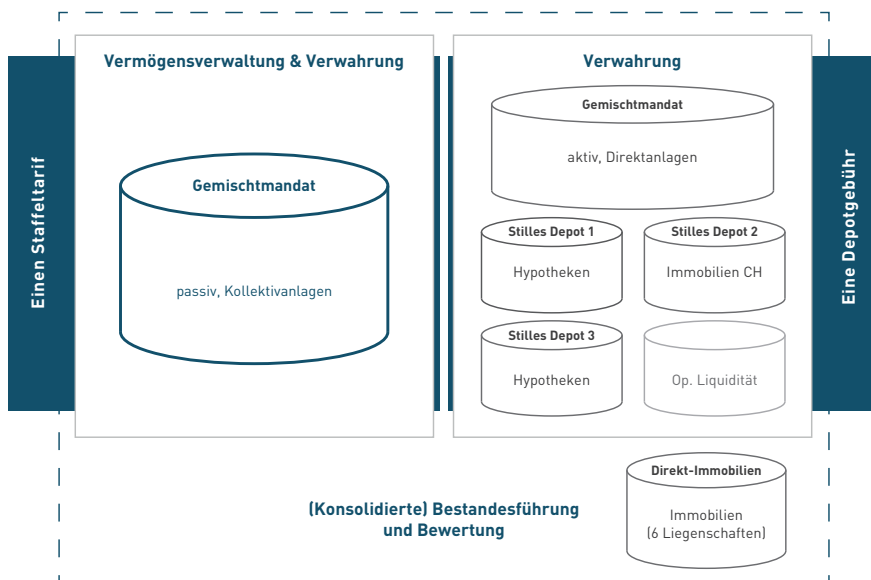 Einen Staffeltarif
Vermögensverwaltung & Verwahrung
Gemischtmandat
passiv, Kollektivanlagen
Verwahrung
Gemischtmandat
aktiv, Direktanlagen
Stilles Depot 1
Hypotheken
Stilles Depot 2
Immobilien CH
Stilles Depot 3
Hypotheken
Op. Liquidität
Eine Depotgebühr
(Konsolidierte) Bestandesführung
und Bewertung
Direkt-Immobilien
Immobilien
(6 Liegenschaften)